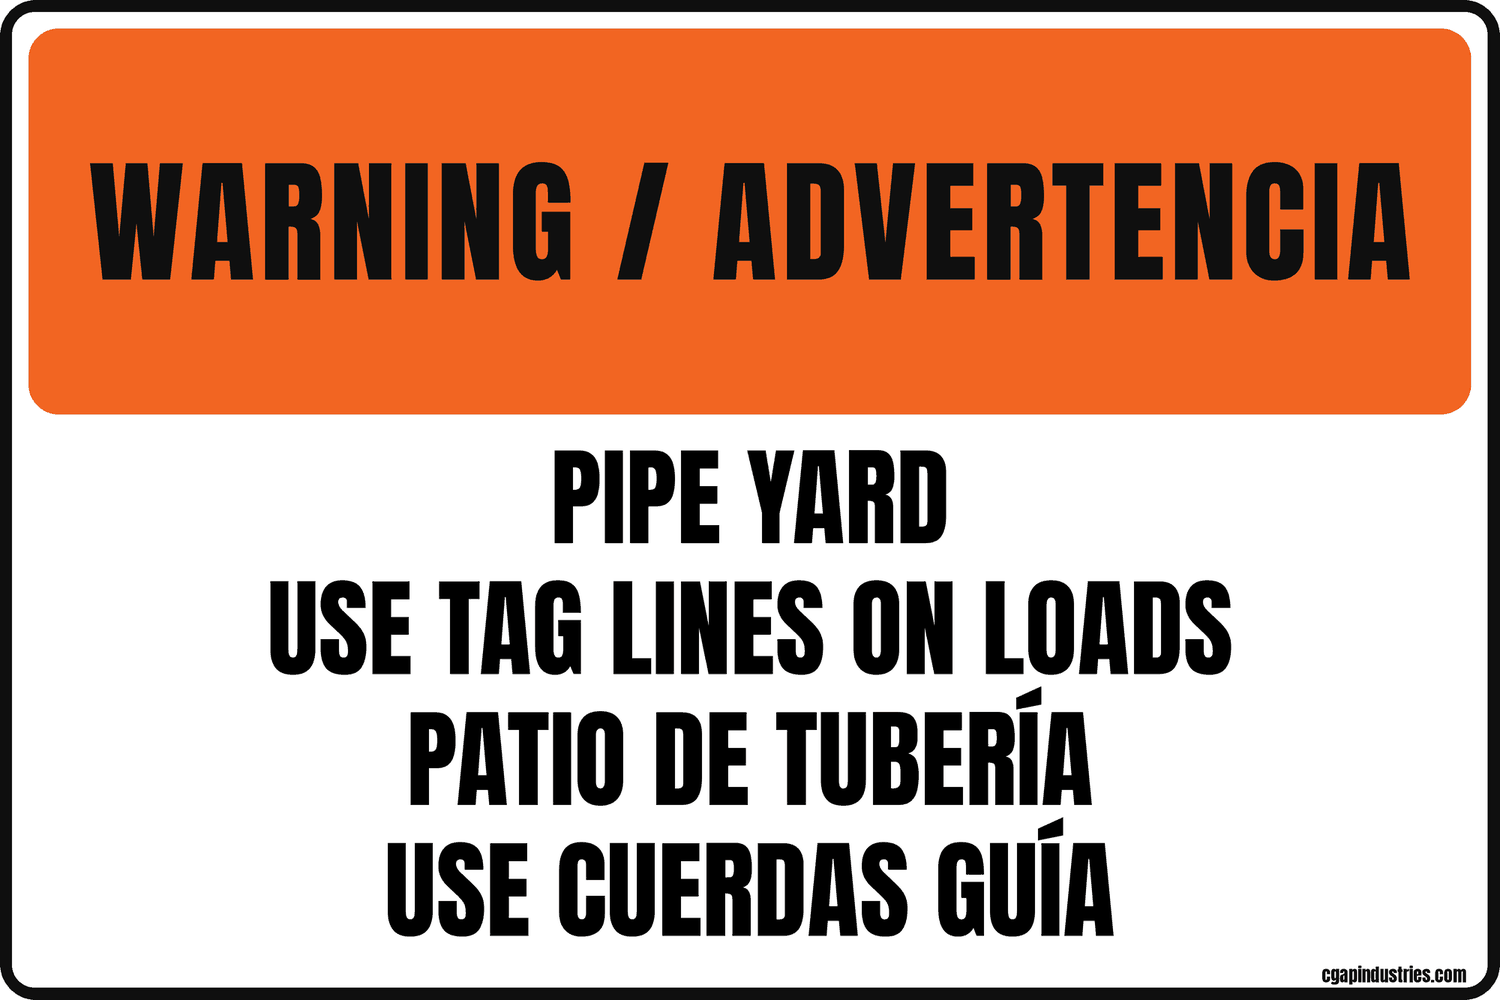 WARNING / ADVERTENCIA
PIPE YARD
USE TAG LINES ON LOADS
PATIO DE TUBERÍA
USE CUERDAS GUÍA
cgapindustries.com